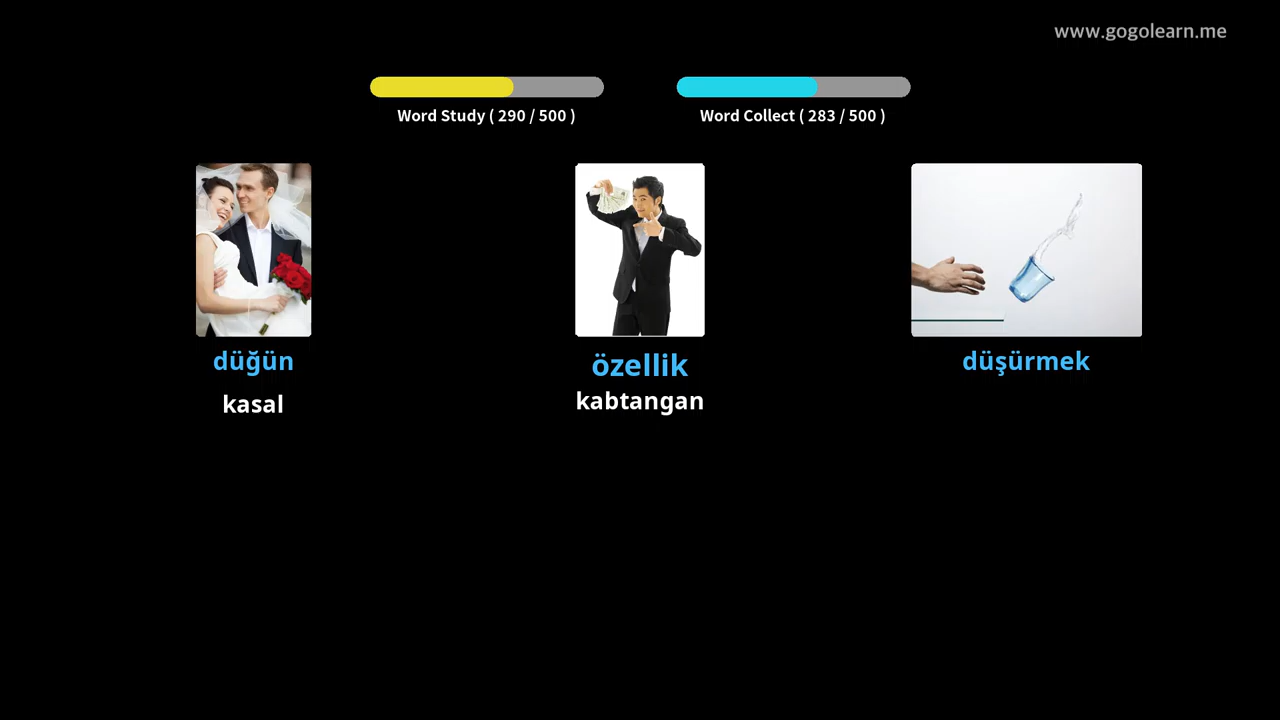 www.gogolearn.me
Word Study ( 290 / 500 )
Word Collect ( 283 / 500 )
düğün
özellik
düşürmek
kasal
kabtangan